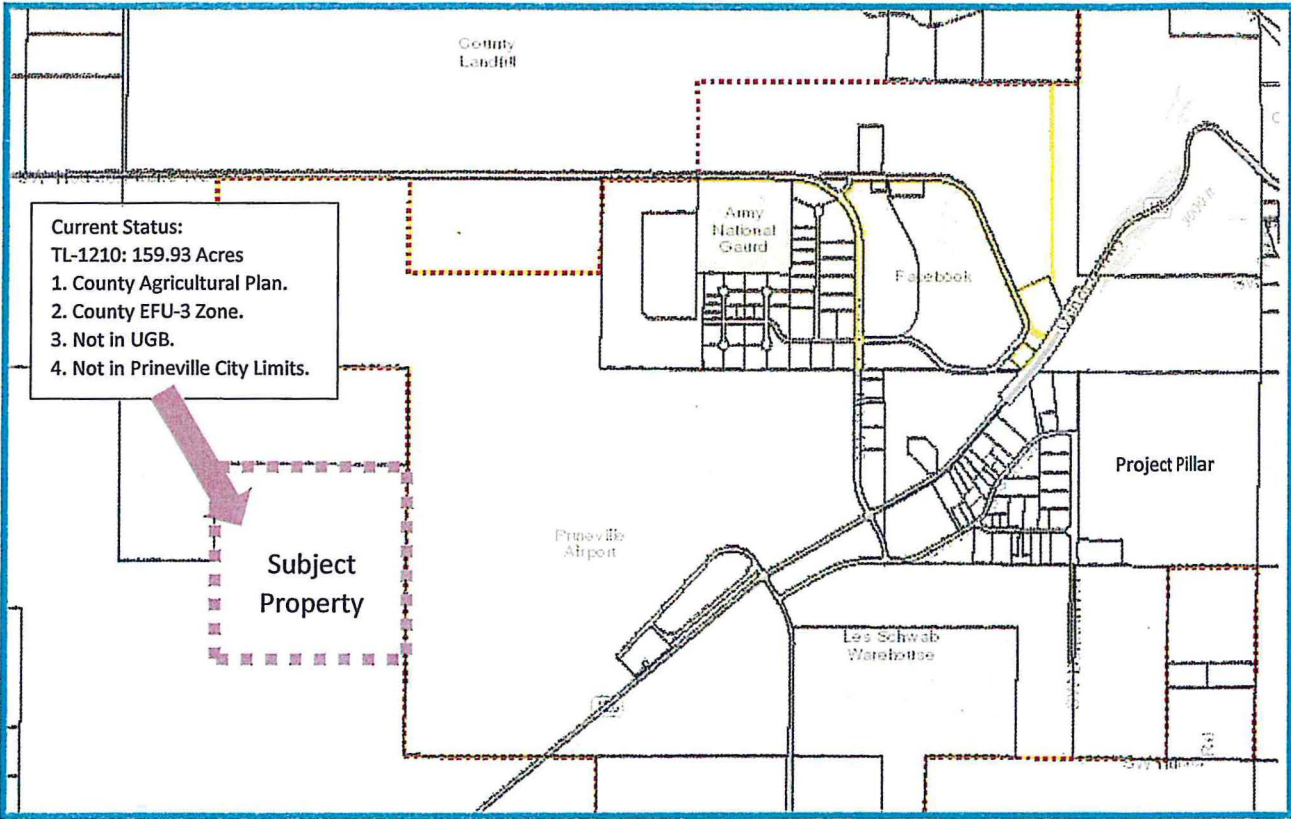 County
Landfill
Current Status:
TL-1210: 159.93 Acres
1. County Agricultural Plan.
2. County EFU-3 Zone.
3. Not in UGB.
4. Not in Prineville City Limits.
Army
National
Gaurd
Facebook
Project Pillar
Subject
Property
Prineville
Airport
Les Schwab
Warehouse